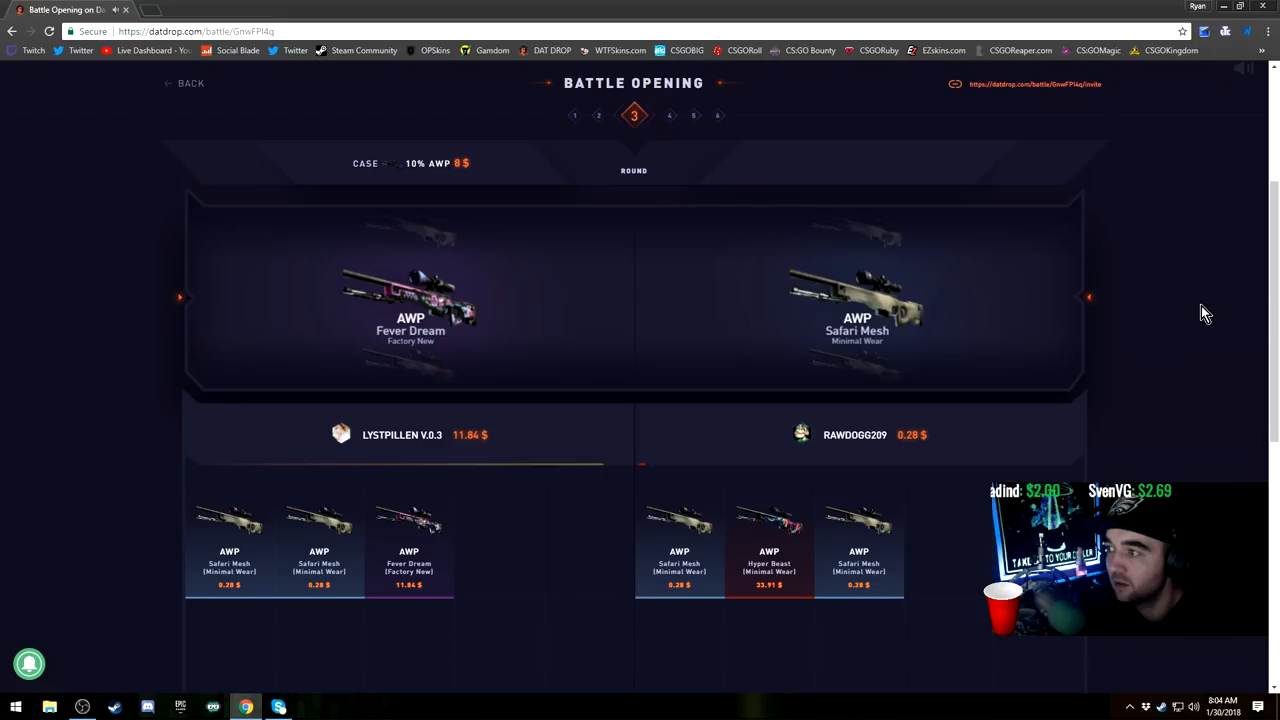 Battle Opening on Da
Ryan
Secure
https://datdrop.com/battle/GnwFPl4q
Twitch
Twitter
Live Dashboard - You
Social Blade
Twitter
Steam Community
OPSkins
Gamdom
DAT DROP
WTFSkins.com
CSGOBIG
CSGORoll
CS:GO Bounty
CSGORuby
EZskins.com
CSGOReaper.com
CSGOMagic
CSGOKingdom
BACK
BATTLE OPENING
https://datdrop.com/battle/GnwFPl4q/invite
1 2 3 4 5 6
CASE 10% AWP 8 $
ROUND
AWP
Fever Dream
Factory New
AWP
Safari Mesh
Minimal Wear
LYSTPILLEN V.0.3 11.84 $
RAWDOGG209 0.28 $
adind: $2.00 SvenVG: $2.69
AWP
Safari Mesh
(Minimal Wear)
0.28 $
AWP
Safari Mesh
(Minimal Wear)
0.28 $
AWP
Fever Dream
(Factory New)
11.84 $
AWP
Safari Mesh
(Minimal Wear)
0.28 $
AWP
Hyper Beast
(Minimal Wear)
33.91 $
AWP
Safari Mesh
(Minimal Wear)
0.28 $
EPIC
8:04 AM
1/30/2018